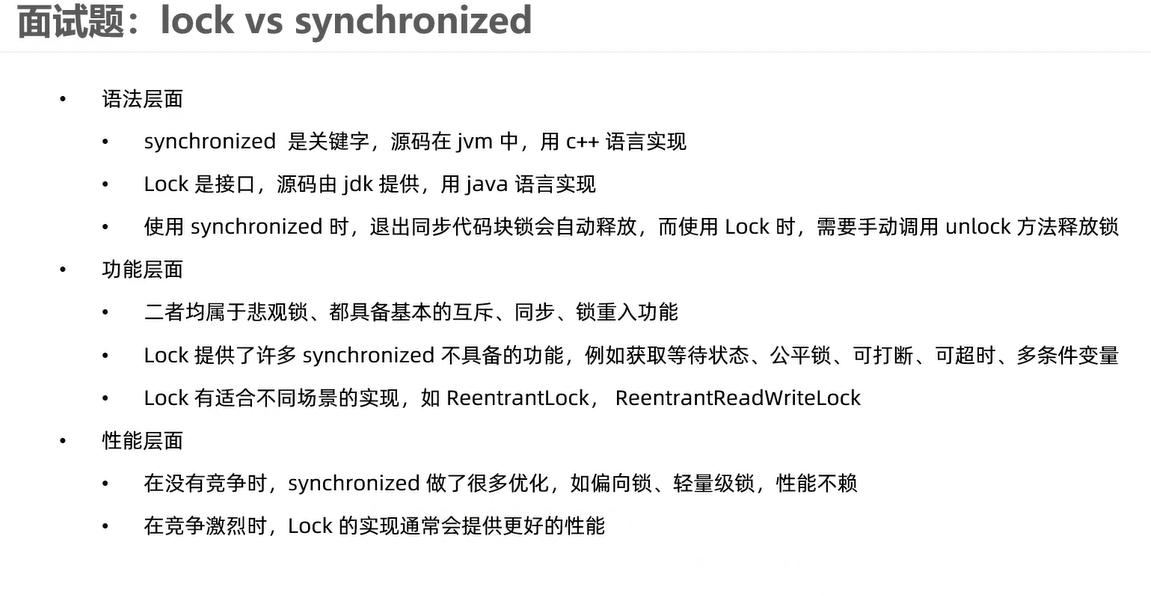 面试题：lock vs synchronized
• 语法层面
• synchronized 是关键字，源码在 jvm 中，用 c++ 语言实现
• Lock 是接口，源码由 jdk 提供，用 java 语言实现
• 使用 synchronized 时，退出同步代码块锁会自动释放，而使用 Lock 时，需要手动调用 unlock 方法释放锁
• 功能层面
• 二者均属于悲观锁、都具备基本的互斥、同步、锁重入功能
• Lock 提供了许多 synchronized 不具备的功能，例如获取等待状态、公平锁、可打断、可超时、多条件变量
• Lock 有适合不同场景的实现，如 ReentrantLock， ReentrantReadWriteLock
• 性能层面
• 在没有竞争时，synchronized 做了很多优化，如偏向锁、轻量级锁，性能不赖
• 在竞争激烈时，Lock 的实现通常会提供更好的性能